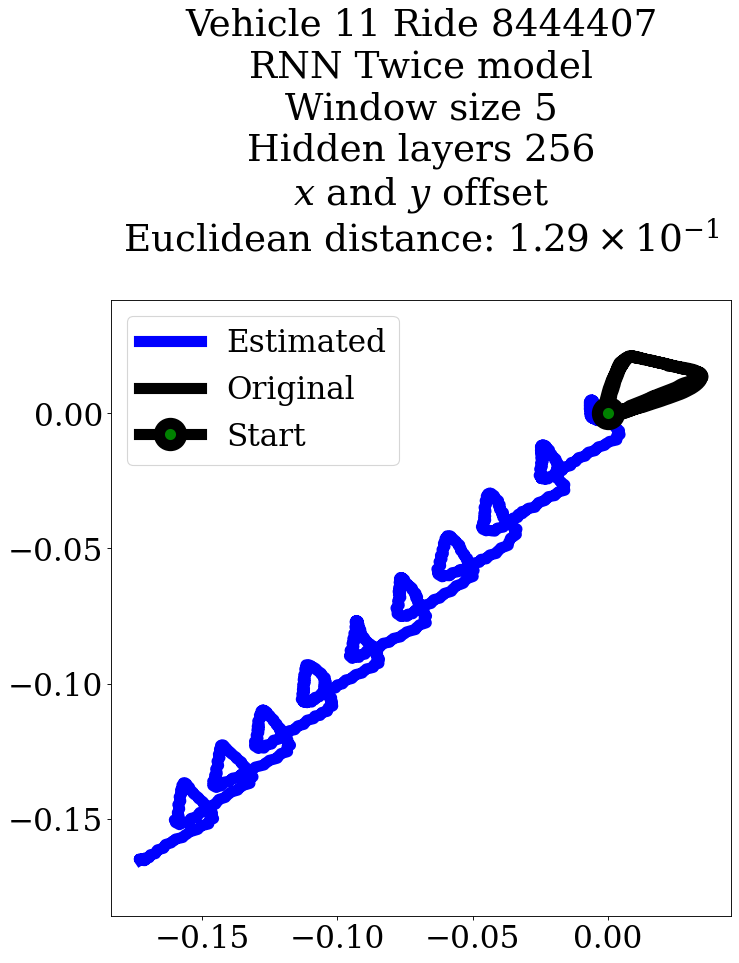 Vehicle 11 Ride 8444407
RNN Twice model
Window size 5
Hidden layers 256
x and y offset
Euclidean distance: 1.29 × 10⁻¹
Estimated
Original
Start
0.00
−0.05
−0.10
−0.15
−0.15 −0.10 −0.05 0.00